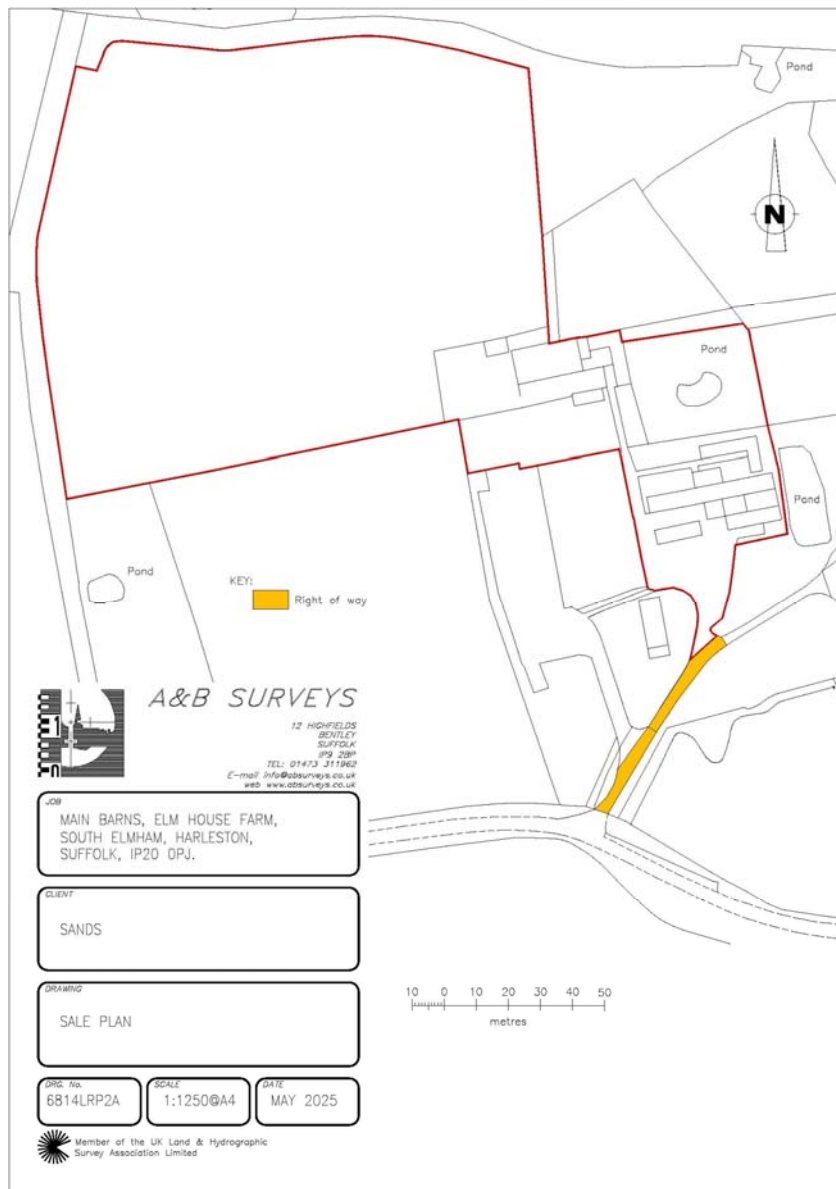 Pond
N
Pond
Pond
Pond
KEY:
Right of way
A&B SURVEYS
12 HIGHFIELDS
BENTLEY
SUFFOLK
IP9 2BP
TEL: 01473 311962
E-mail info@absurveys.co.uk
web www.absurveys.co.uk
JOB
MAIN BARNS, ELM HOUSE FARM,
SOUTH ELMHAM, HARLESTON,
SUFFOLK, IP20 0PJ.
CLIENT
SANDS
DRAWING
SALE PLAN
DRG. No.
6814LRP2A
SCALE
1:1250@A4
DATE
MAY 2025
10 0 10 20 30 40 50
metres
Member of the UK Land & Hydrographic
Survey Association Limited